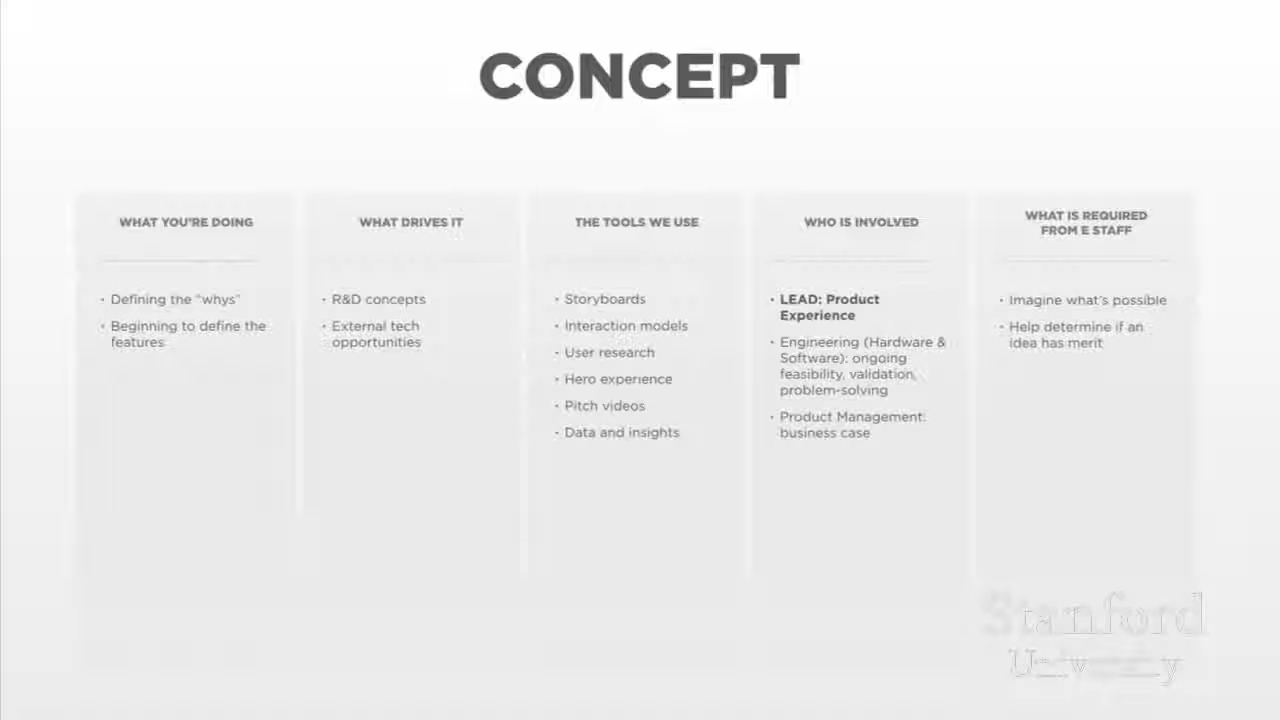 CONCEPT
WHAT YOU'RE DOING
• Defining the "whys"
• Beginning to define the
features
WHAT DRIVES IT
• R&D concepts
• External tech
opportunities
THE TOOLS WE USE
• Storyboards
• Interaction models
• User research
• Hero experience
• Pitch videos
• Data and insights
WHO IS INVOLVED
• LEAD: Product
Experience
• Engineering (Hardware &
Software): ongoing
feasibility, validation,
problem-solving
• Product Management:
business case
WHAT IS REQUIRED
FROM E STAFF
• Imagine what's possible
• Help determine if an
idea has merit
Stanford
University